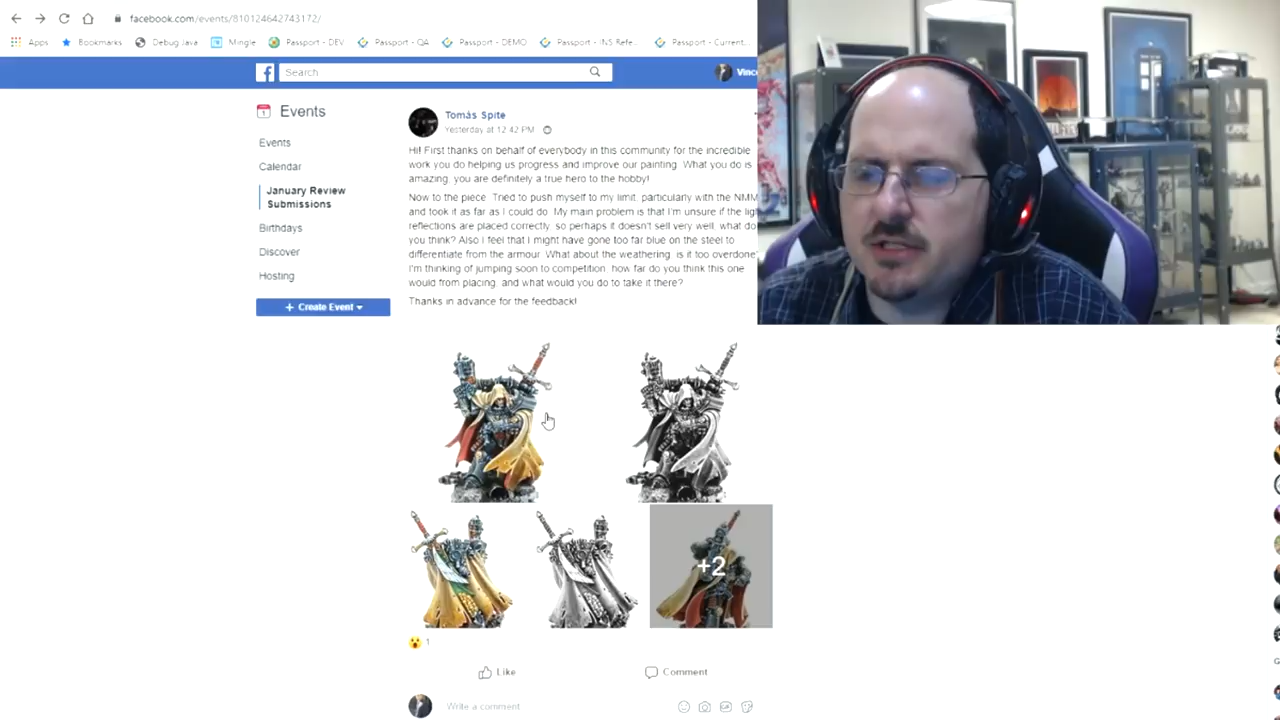 facebook.com/events/810124642743172/
Apps Bookmarks Debug Java Mingle Passport - DEV Passport - QA Passport - DEMO Passport - INS Refe... Passport - Current...
Search
Vinc
Events
Events
Calendar
January Review
Submissions
Birthdays
Discover
Hosting
+ Create Event
Tomás Spite
Yesterday at 12:42 PM
Hi! First thanks on behalf of everybody in this community for the incredible
work you do helping us progress and improve our painting. What you do is
amazing, you are definitely a true hero to the hobby!
Now to the piece. Tried to push myself to my limit, particularly with the NMM
and took it as far as I could do. My main problem is that I'm unsure if the ligh
reflections are placed correctly, so perhaps it doesn't sell very well, what do
you think? Also I feel that I might have gone too far blue on the steel to
differentiate from the armour. What about the weathering, is it too overdone
I'm thinking of jumping soon to competition, how far do you think this one
would from placing, and what would you do to take it there?
Thanks in advance for the feedback!
+2
1
Like
Comment
Write a comment